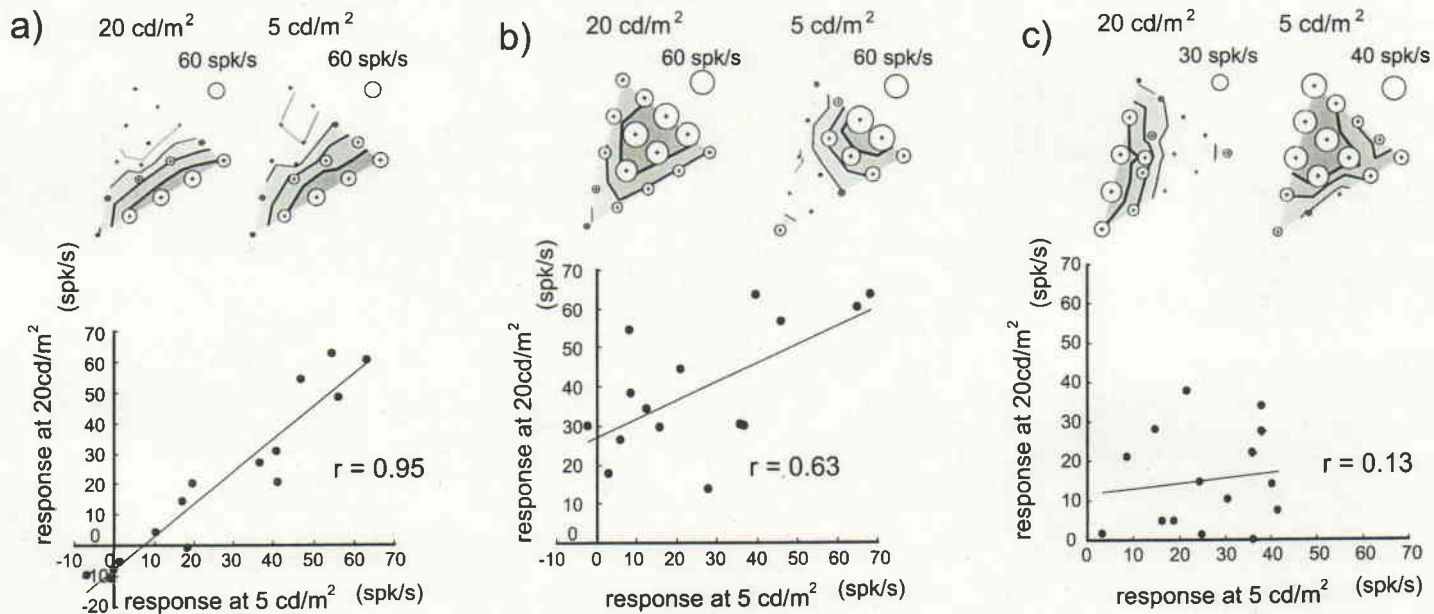 a)
20 cd/m² 5 cd/m²
60 spk/s 60 spk/s
response at 20cd/m² (spk/s)
70
60
50
40
30
20
10
0
-10
-20
-10 0 10 20 30 40 50 60 70
r = 0.95
response at 5 cd/m² (spk/s)
b)
20 cd/m² 5 cd/m²
60 spk/s 60 spk/s
response at 20cd/m² (spk/s)
70
60
50
40
30
20
10
0
-10 0 10 20 30 40 50 60 70
r = 0.63
response at 5 cd/m² (spk/s)
c)
20 cd/m² 5 cd/m²
30 spk/s 40 spk/s
response at 20cd/m² (spk/s)
70
60
50
40
30
20
10
0
0 10 20 30 40 50 60 70
r = 0.13
response at 5 cd/m² (spk/s)